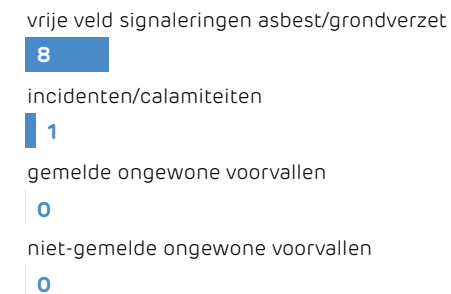 vrije veld signaleringen asbest/grondverzet
8
incidenten/calamiteiten
1
gemelde ongewone voorvallen
0
niet-gemelde ongewone voorvallen
0